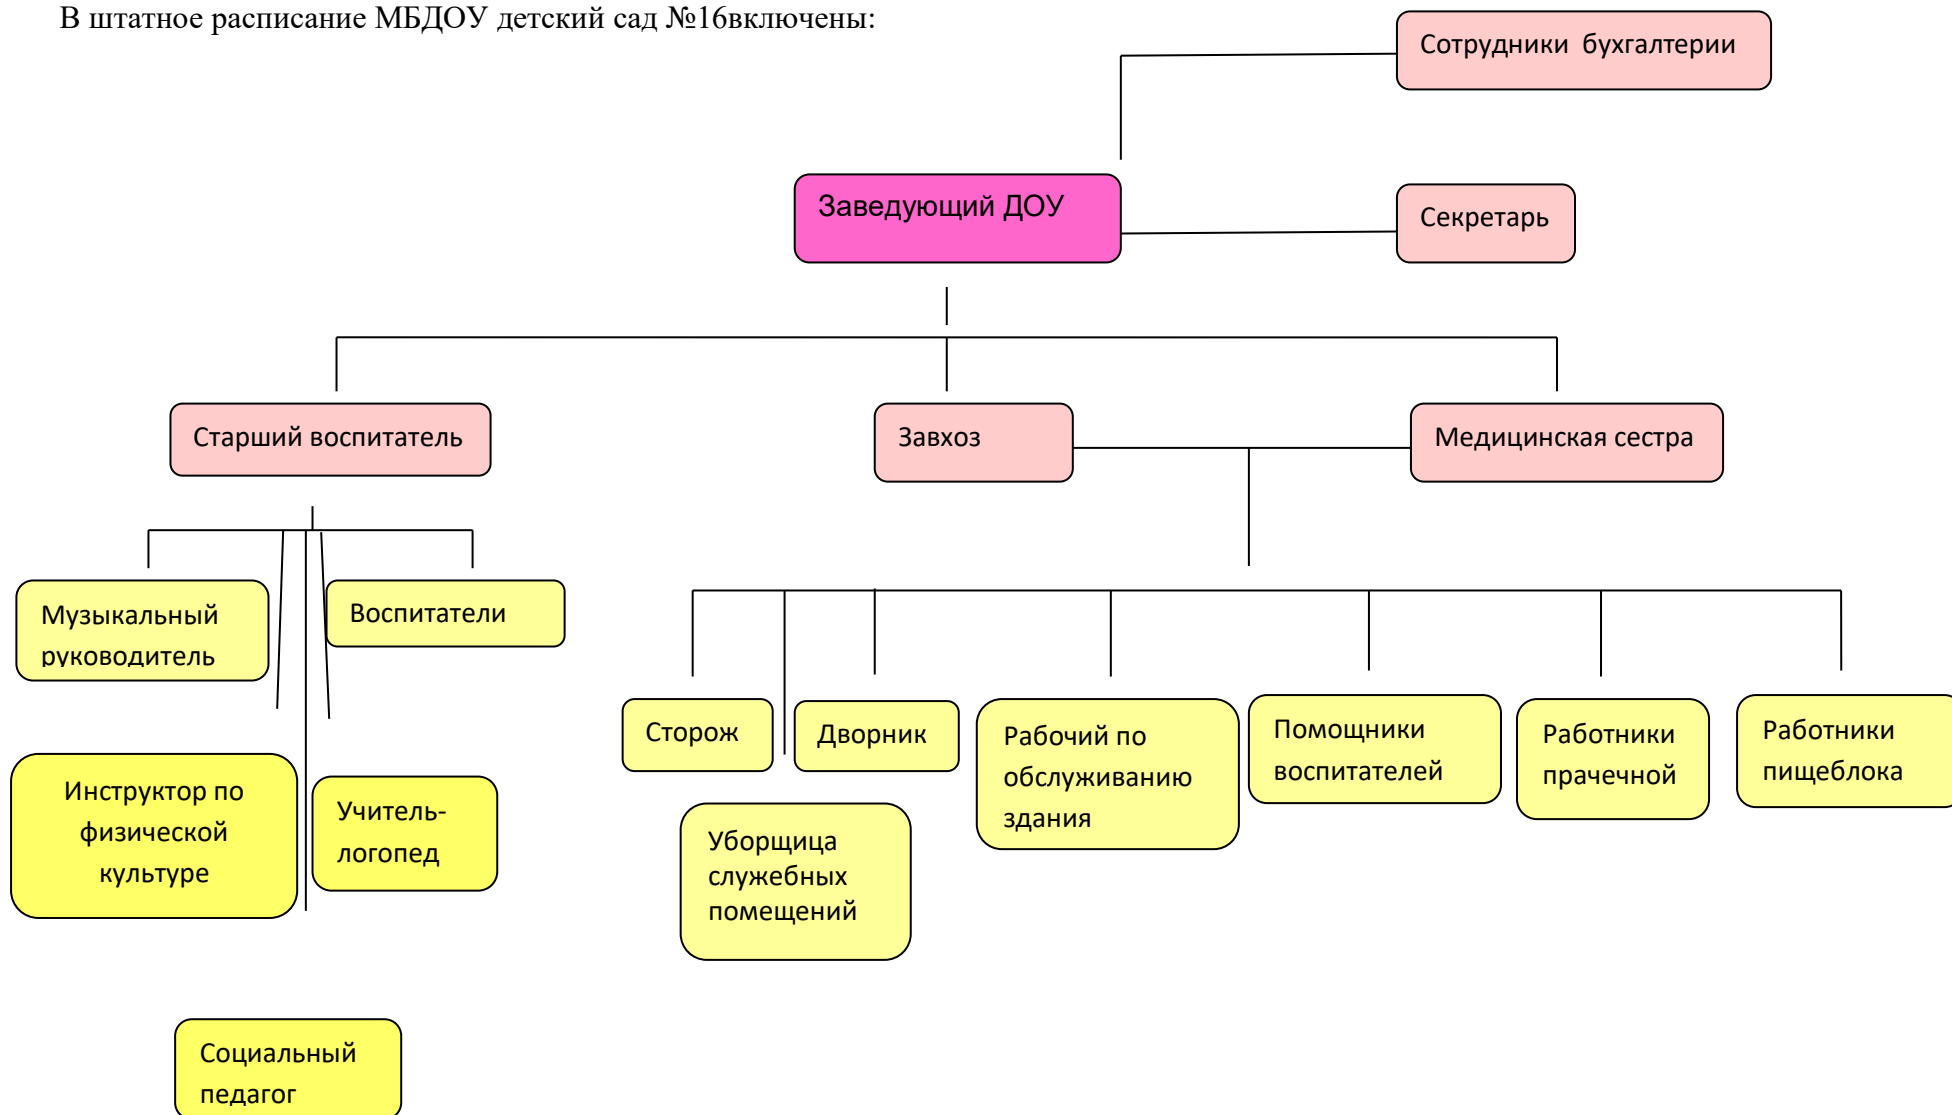 В штатное расписание МБДОУ детский сад №16включены:
Сотрудники бухгалтерии
Заведующий ДОУ
Секретарь
Старший воспитатель
Завхоз
Медицинская сестра
Музыкальный
руководитель
Воспитатели
Сторож
Дворник
Рабочий по
обслуживанию
здания
Помощники
воспитателей
Работники
прачечной
Работники
пищеблока
Инструктор по
физической
культуре
Учитель-
логопед
Уборщица
служебных
помещений
Социальный
педагог